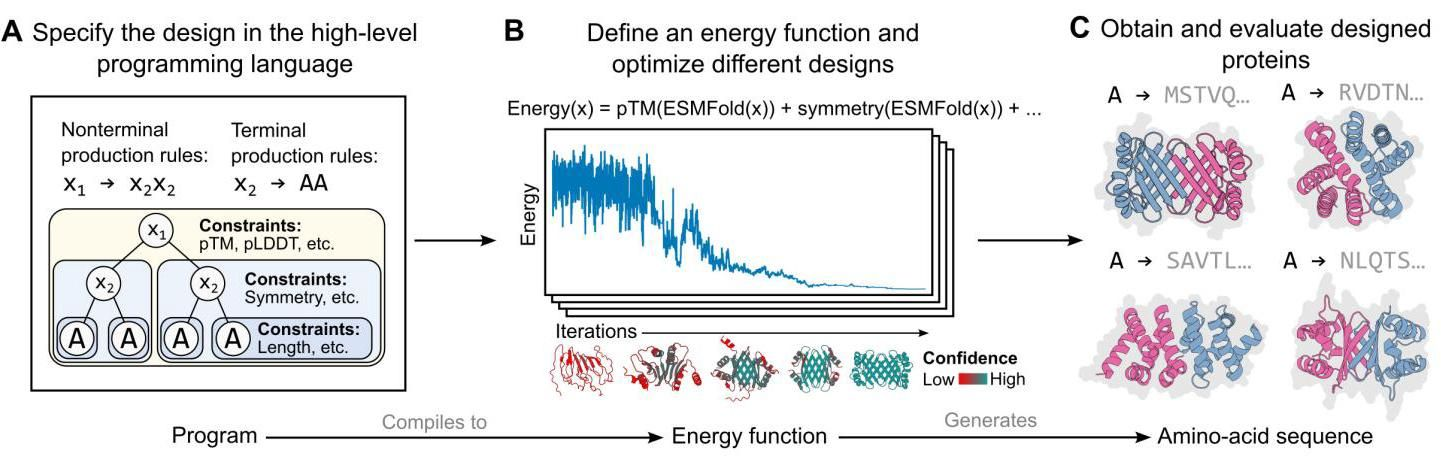 A Specify the design in the high-level
programming language
Nonterminal
production rules:
x₁ → x₂x₂
Terminal
production rules:
x₂ → AA
x₁
Constraints:
pTM, pLDDT, etc.
x₂
x₂
Constraints:
Symmetry, etc.
A
A
A
A
Constraints:
Length, etc.
B Define an energy function and
optimize different designs
Energy(x) = pTM(ESMFold(x)) + symmetry(ESMFold(x)) + ...
Energy
Iterations
Confidence
Low High
C Obtain and evaluate designed
proteins
A → MSTVQ...
A → RVDTN...
A → SAVTL...
A → NLQTS...
Program
Compiles to
Energy function
Generates
Amino-acid sequence